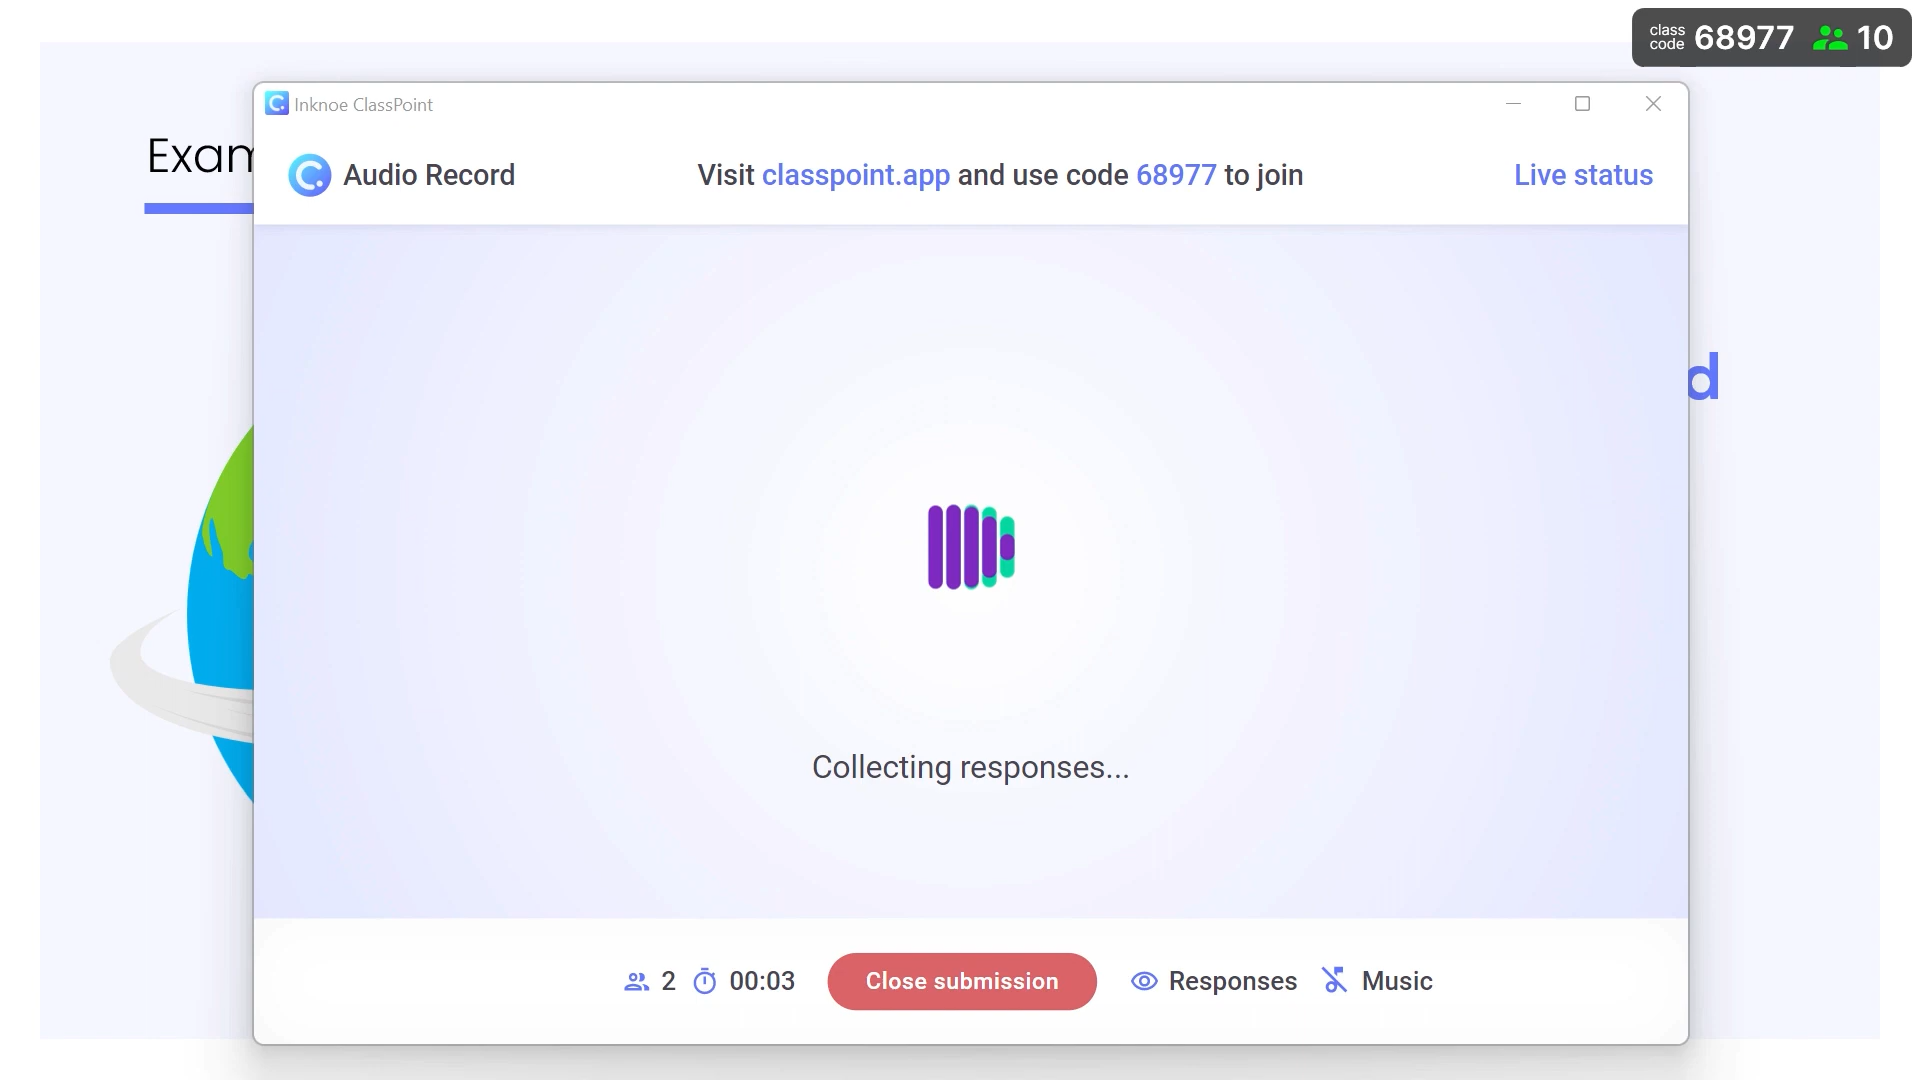 class
code 68977 10
Inknoe ClassPoint
Exam
Audio Record
Visit classpoint.app and use code 68977 to join
Live status
d
Collecting responses...
2 00:03
Close submission
Responses
Music